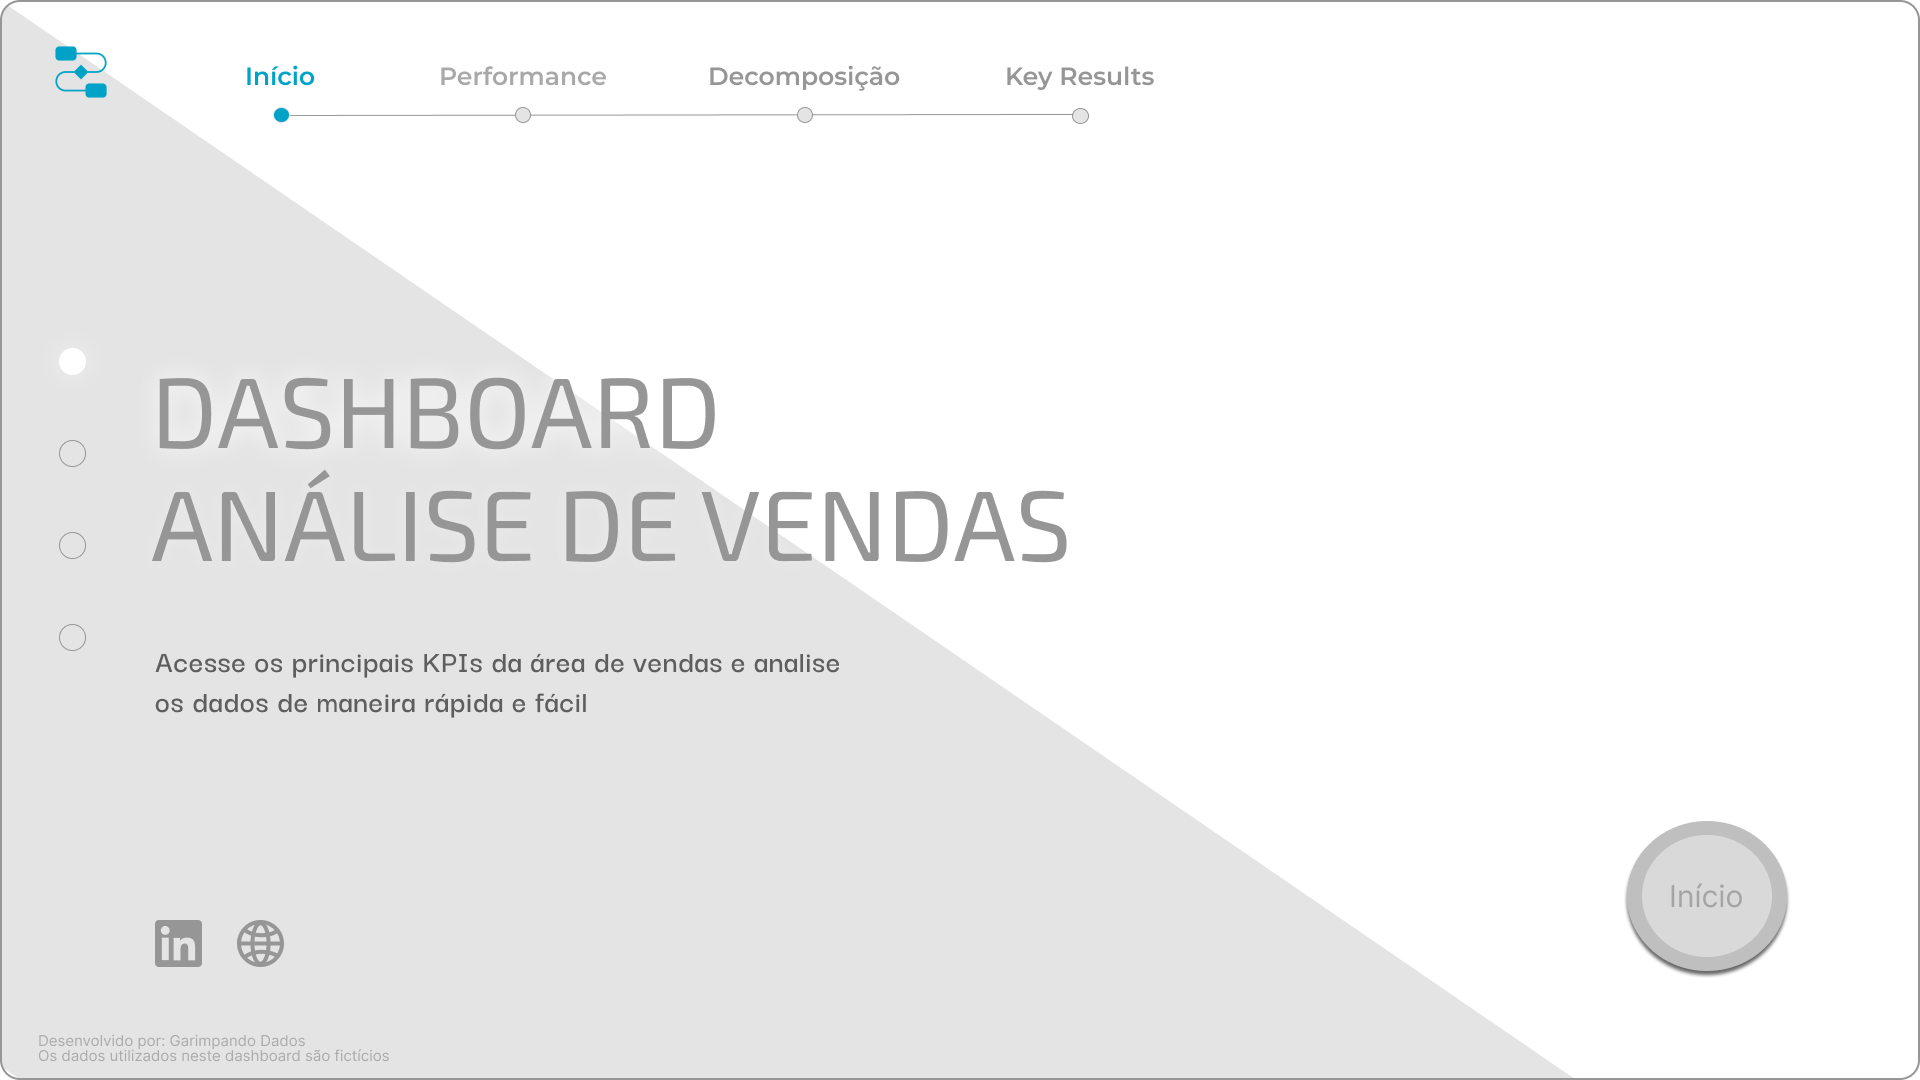 Início
Performance
Decomposição
Key Results
DASHBOARD
ANÁLISE DE VENDAS
Acesse os principais KPIs da área de vendas e analise
os dados de maneira rápida e fácil
Início
in
Desenvolvido por: Garimpando Dados
Os dados utilizados neste dashboard são fictícios